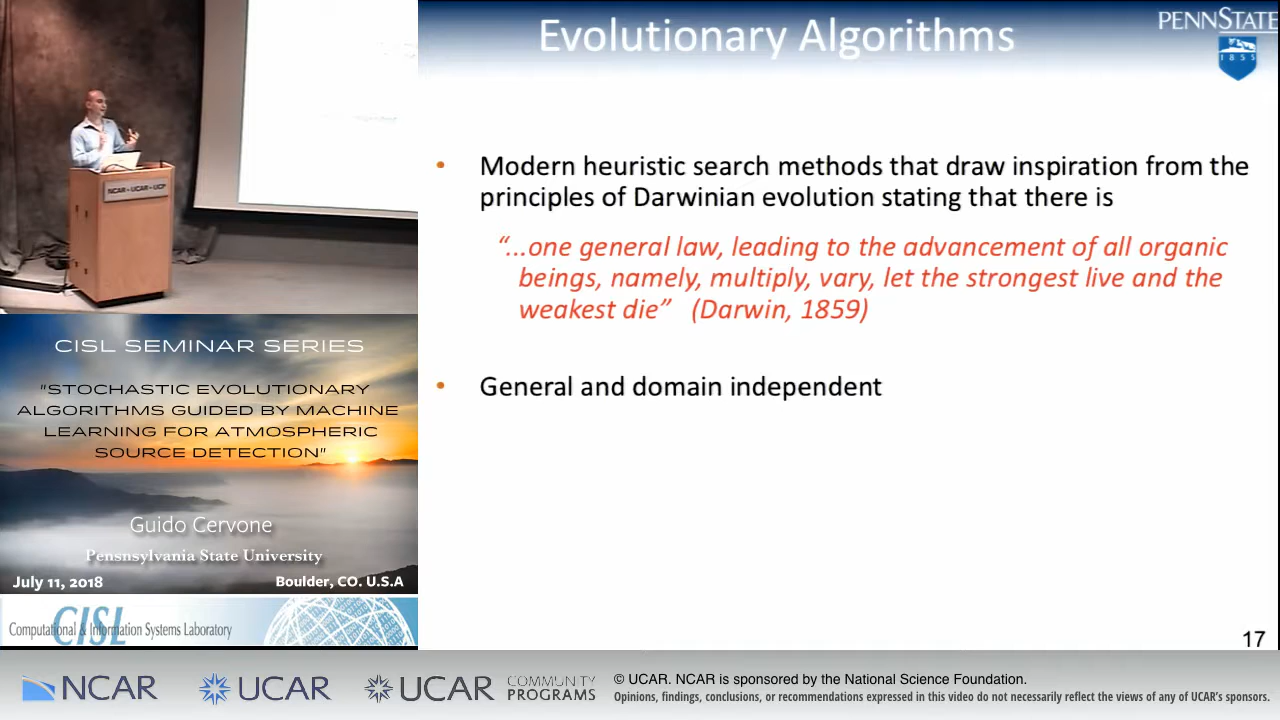 Evolutionary Algorithms
PENNSTATE
1855
• Modern heuristic search methods that draw inspiration from the
principles of Darwinian evolution stating that there is
“...one general law, leading to the advancement of all organic
beings, namely, multiply, vary, let the strongest live and the
weakest die” (Darwin, 1859)
• General and domain independent
17
NCAR • UCAR • UCP
CISL SEMINAR SERIES
"STOCHASTIC EVOLUTIONARY
ALGORITHMS GUIDED BY MACHINE
LEARNING FOR ATMOSPHERIC
SOURCE DETECTION"
Guido Cervone
Pensnsylvania State University
July 11, 2018
Boulder, CO. U.S.A
CISL
Computational & Information Systems Laboratory
NCAR
UCAR
UCAR
COMMUNITY
PROGRAMS
© UCAR. NCAR is sponsored by the National Science Foundation.
Opinions, findings, conclusions, or recommendations expressed in this video do not necessarily reflect the views of any of UCAR's sponsors.